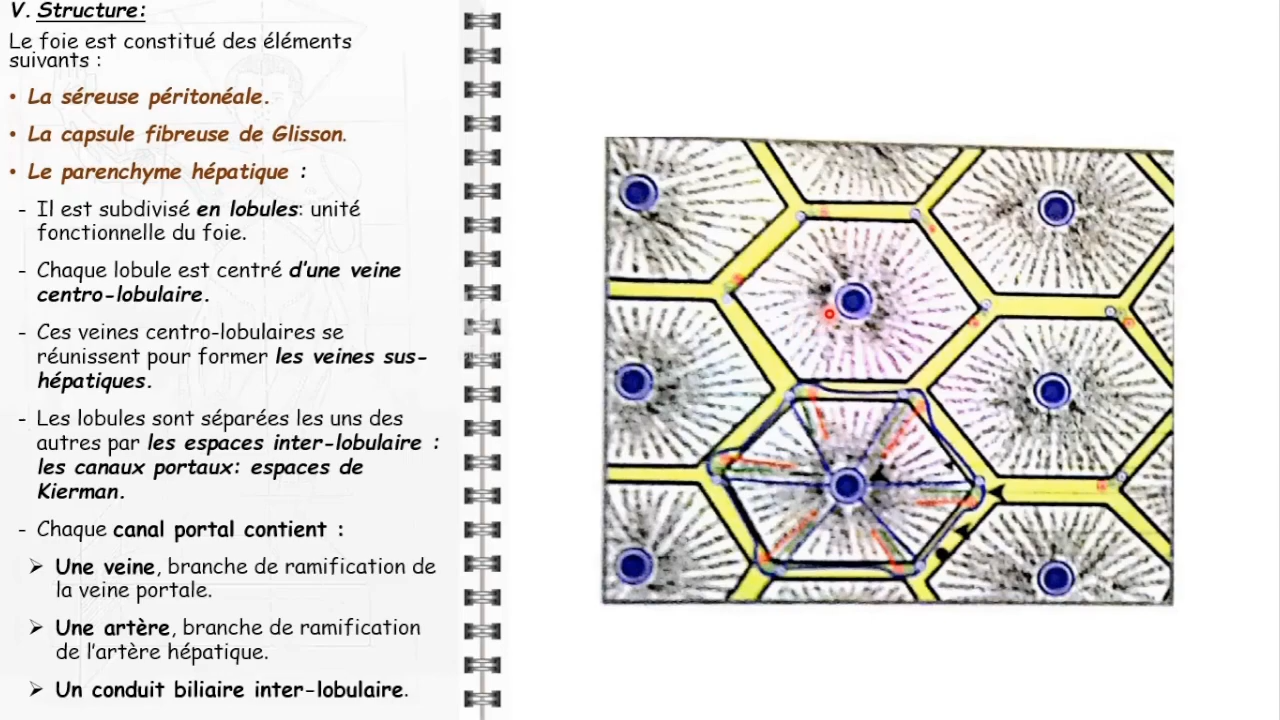 V. Structure:
Le foie est constitué des éléments
suivants :
• La séreuse péritonéale.
• La capsule fibreuse de Glisson.
• Le parenchyme hépatique :
- Il est subdivisé en lobules: unité
fonctionnelle du foie.
- Chaque lobule est centré d'une veine
centro-lobulaire.
- Ces veines centro-lobulaires se
réunissent pour former les veines sus-
hépatiques.
- Les lobules sont séparées les uns des
autres par les espaces inter-lobulaire :
les canaux portaux: espaces de
Kierman.
- Chaque canal portal contient :
➢ Une veine, branche de ramification de
la veine portale.
➢ Une artère, branche de ramification
de l'artère hépatique.
➢ Un conduit biliaire inter-lobulaire.